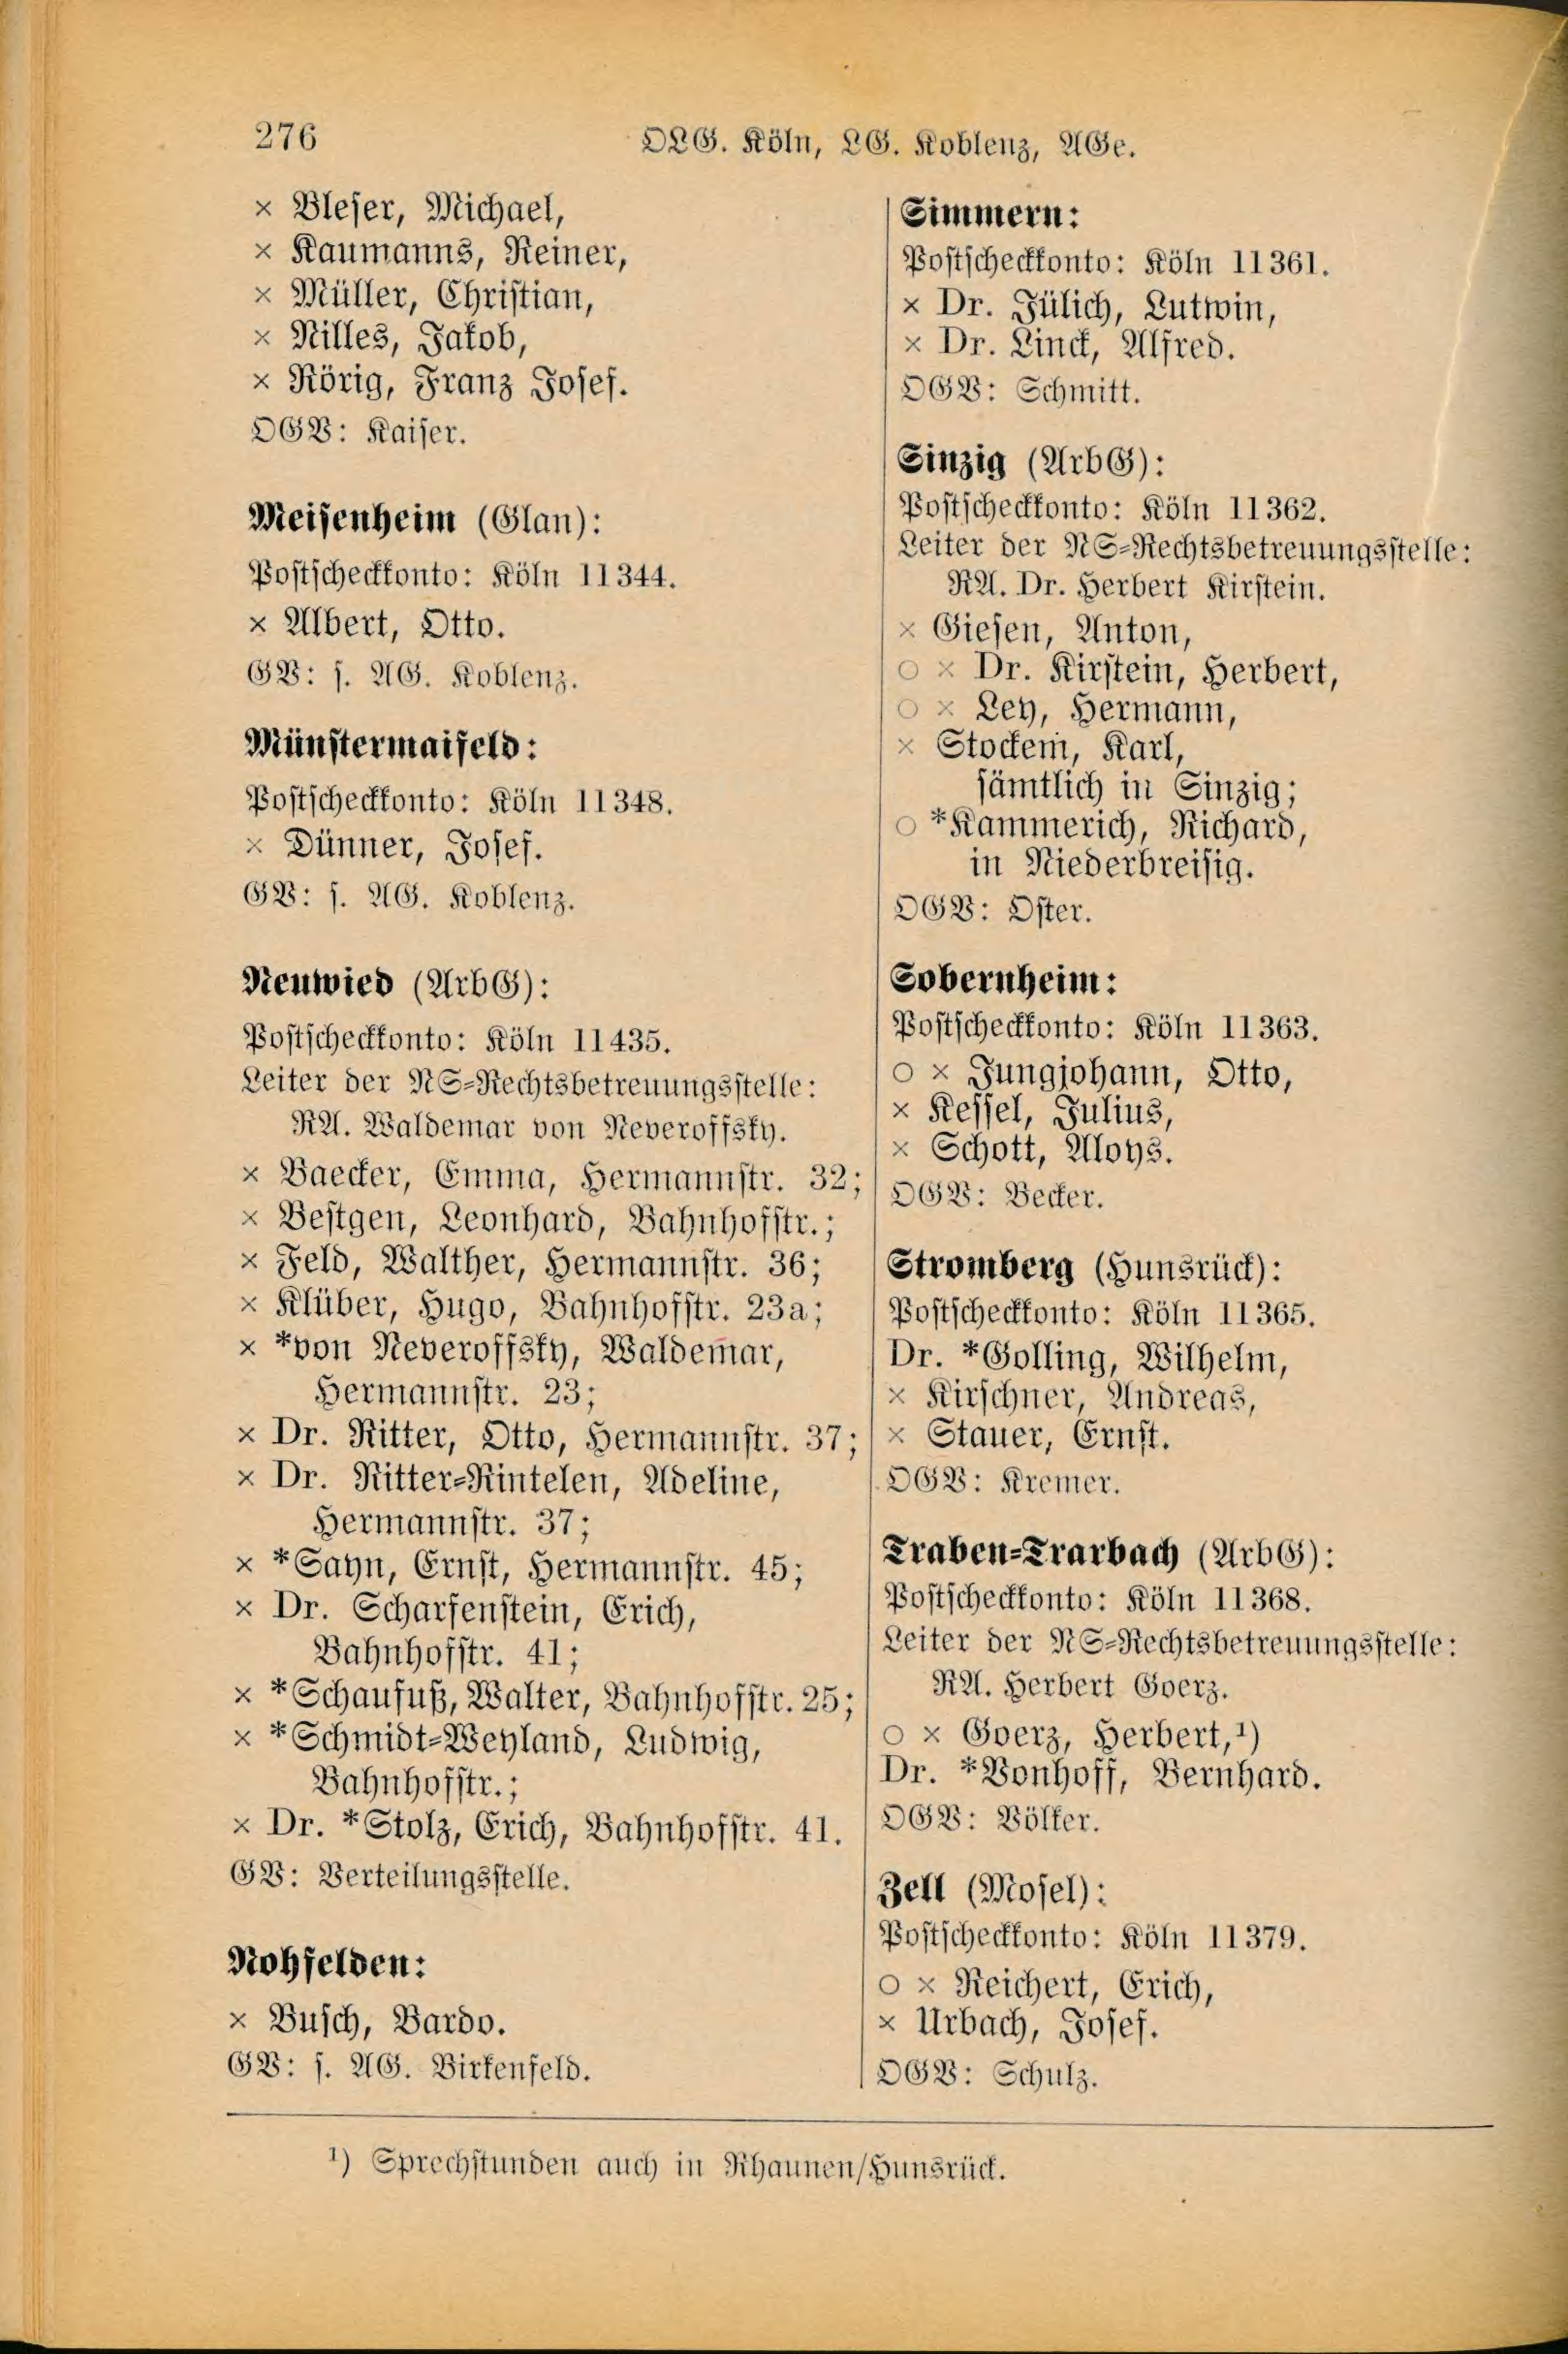 276
OLG. Köln, LG. Koblenz, AGe.
× Bleser, Michael,
× Kaumanns, Reiner,
× Müller, Christian,
× Nilles, Jakob,
× Rörig, Franz Josef.
OGV: Kaiser.
Meisenheim (Glan):
Postscheckkonto: Köln 11344.
× Albert, Otto.
GV: s. AG. Koblenz.
Münstermaifeld:
Postscheckkonto: Köln 11348.
× Dünner, Josef.
GV: s. AG. Koblenz.
Neuwied (ArbG):
Postscheckkonto: Köln 11435.
Leiter der NS-Rechtsbetreuungsstelle:
RA. Waldemar von Reveroffsky.
× Baecker, Emma, Hermannstr. 32;
× Bestgen, Leonhard, Bahnhofstr.;
× Feld, Walther, Hermannstr. 36;
× Klüber, Hugo, Bahnhofstr. 23a;
× *von Reveroffsky, Waldemar,
Hermannstr. 23;
× Dr. Ritter, Otto, Hermannstr. 37;
× Dr. Ritter-Rintelen, Adeline,
Hermannstr. 37;
× *Sayn, Ernst, Hermannstr. 45;
× Dr. Scharfenstein, Erich,
Bahnhofstr. 41;
× *Schaufuß, Walter, Bahnhofstr. 25;
× *Schmidt-Weyland, Ludwig,
Bahnhofstr.;
× Dr. *Stolz, Erich, Bahnhofstr. 41.
GV: Verteilungsstelle.
Nohfelden:
× Busch, Bardo.
GV: s. AG. Birkenfeld.
Simmern:
Postscheckkonto: Köln 11361.
× Dr. Jülich, Lutwin,
× Dr. Linck, Alfred.
OGV: Schmitt.
Sinzig (ArbG):
Postscheckkonto: Köln 11362.
Leiter der NS-Rechtsbetreuungsstelle:
RA. Dr. Herbert Kirstein.
× Giesen, Anton,
○ × Dr. Kirstein, Herbert,
○ × Ley, Hermann,
× Stockem, Karl,
sämtlich in Sinzig;
○ *Kammerich, Richard,
in Niederbreisig.
OGV: Oster.
Sobernheim:
Postscheckkonto: Köln 11363.
○ × Jungjohann, Otto,
× Kessel, Julius,
× Schott, Aloys.
OGV: Becker.
Stromberg (Hunsrück):
Postscheckkonto: Köln 11365.
Dr. *Golling, Wilhelm,
× Kirschner, Andreas,
× Stauer, Ernst.
OGV: Kremer.
Traben-Trarbach (ArbG):
Postscheckkonto: Köln 11368.
Leiter der NS-Rechtsbetreuungsstelle:
RA. Herbert Goerz.
○ × Goerz, Herbert,¹)
Dr. *Vonhoff, Bernhard.
OGV: Völker.
Zell (Mosel):
Postscheckkonto: Köln 11379.
○ × Reichert, Erich,
× Urbach, Josef.
OGV: Schulz.
¹) Sprechstunden auch in Rhaunen/Hunsrück.